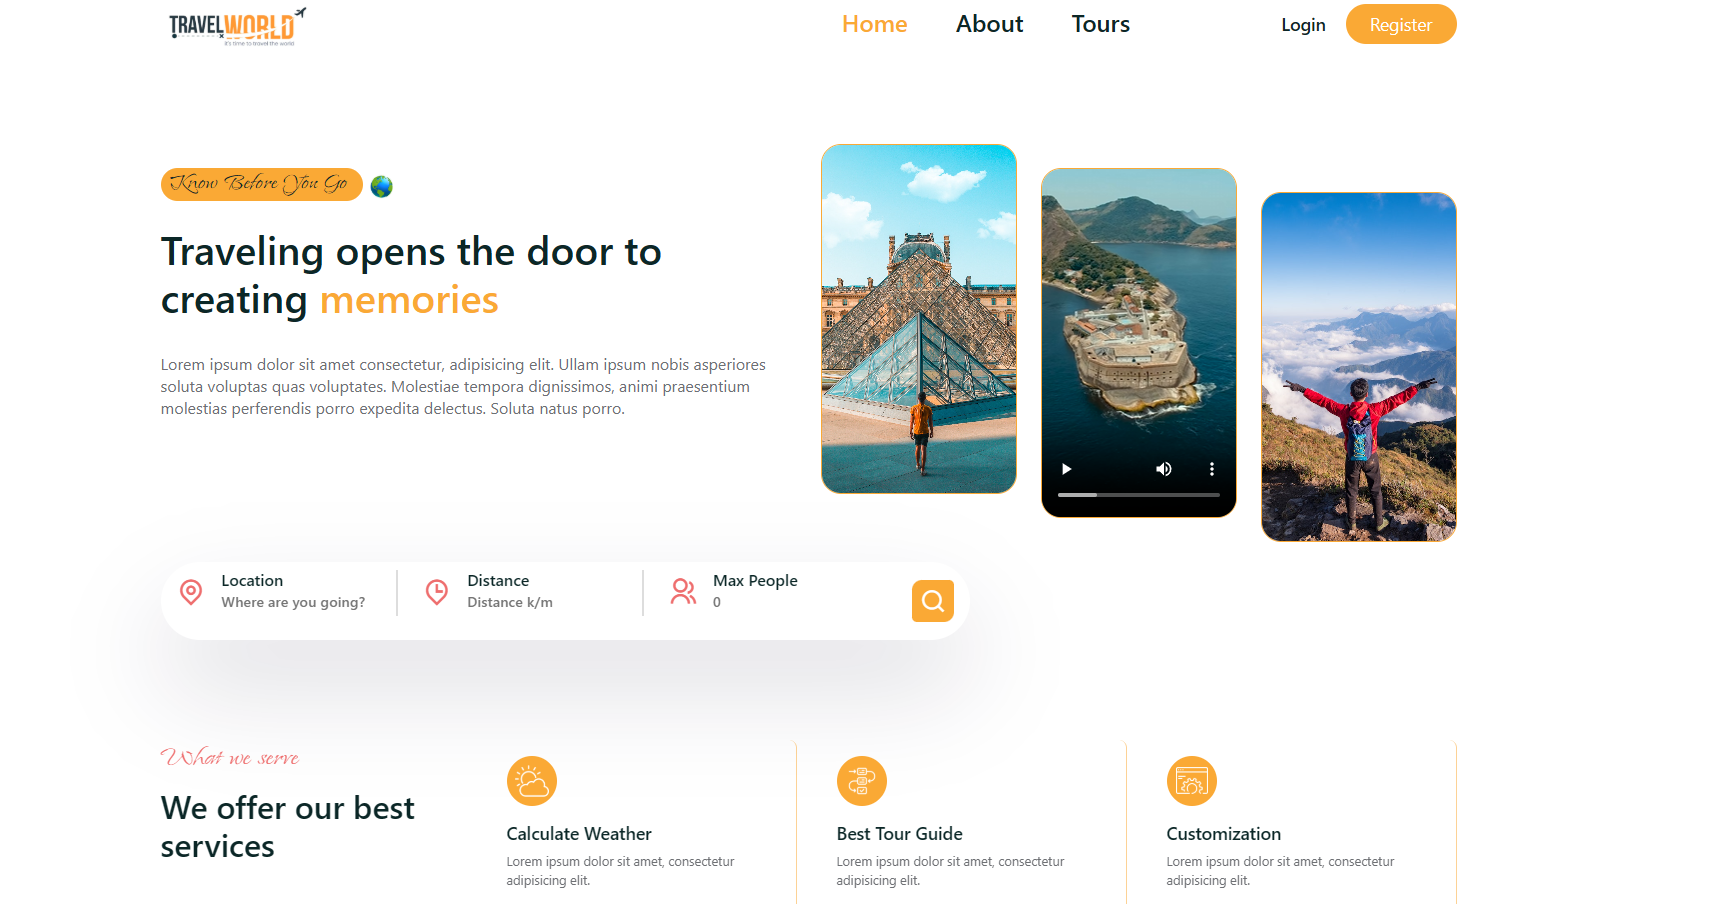 TRAVELWORLD
it's time to travel the world
Home About Tours Login Register
Know Before You Go
Traveling opens the door to
creating memories
Lorem ipsum dolor sit amet consectetur, adipisicing elit. Ullam ipsum nobis asperiores
soluta voluptas quas voluptates. Molestiae tempora dignissimos, animi praesentium
molestias perferendis porro expedita delectus. Soluta natus porro.
Location
Where are you going?
Distance
Distance k/m
Max People
0
What we serve
We offer our best
services
Calculate Weather
Lorem ipsum dolor sit amet, consectetur
adipisicing elit.
Best Tour Guide
Lorem ipsum dolor sit amet, consectetur
adipisicing elit.
Customization
Lorem ipsum dolor sit amet, consectetur
adipisicing elit.